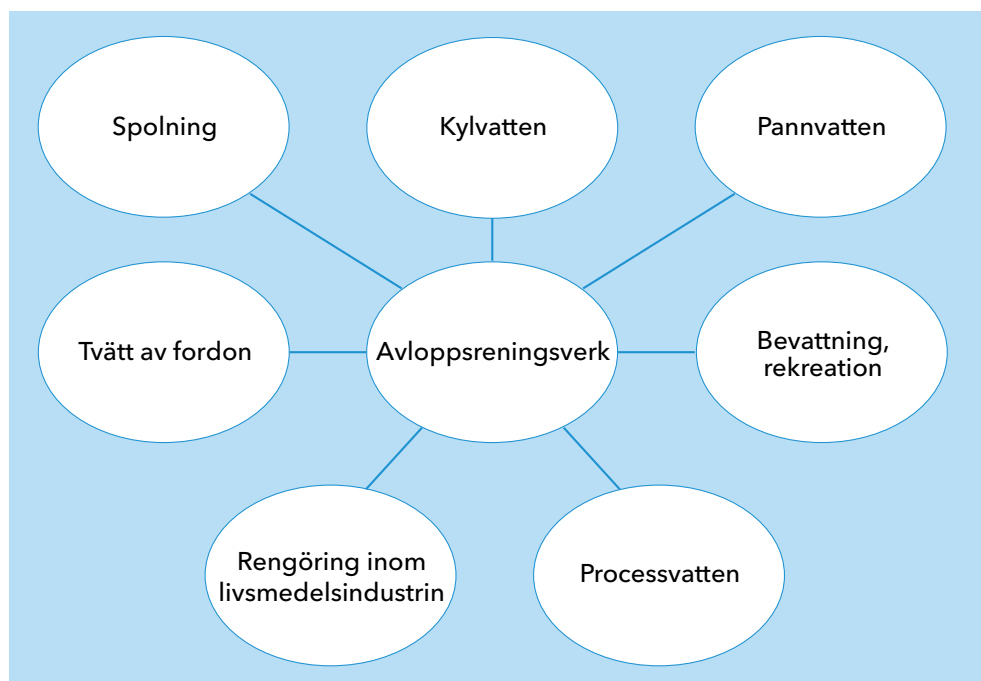 Spolning
Kylvatten
Pannvatten
Tvätt av fordon
Avloppsreningsverk
Bevattning,
rekreation
Rengöring inom
livsmedelsindustrin
Processvatten